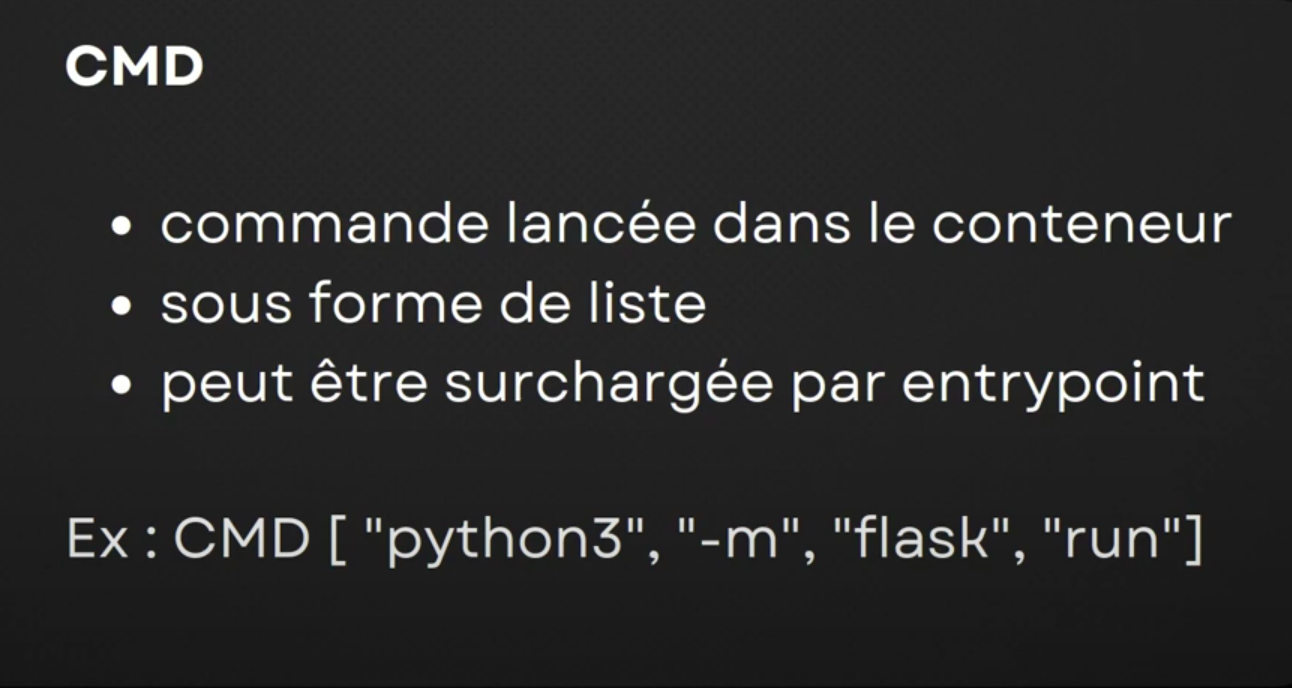 CMD
• commande lancée dans le conteneur
• sous forme de liste
• peut être surchargée par entrypoint
Ex : CMD [ "python3", "-m", "flask", "run"]